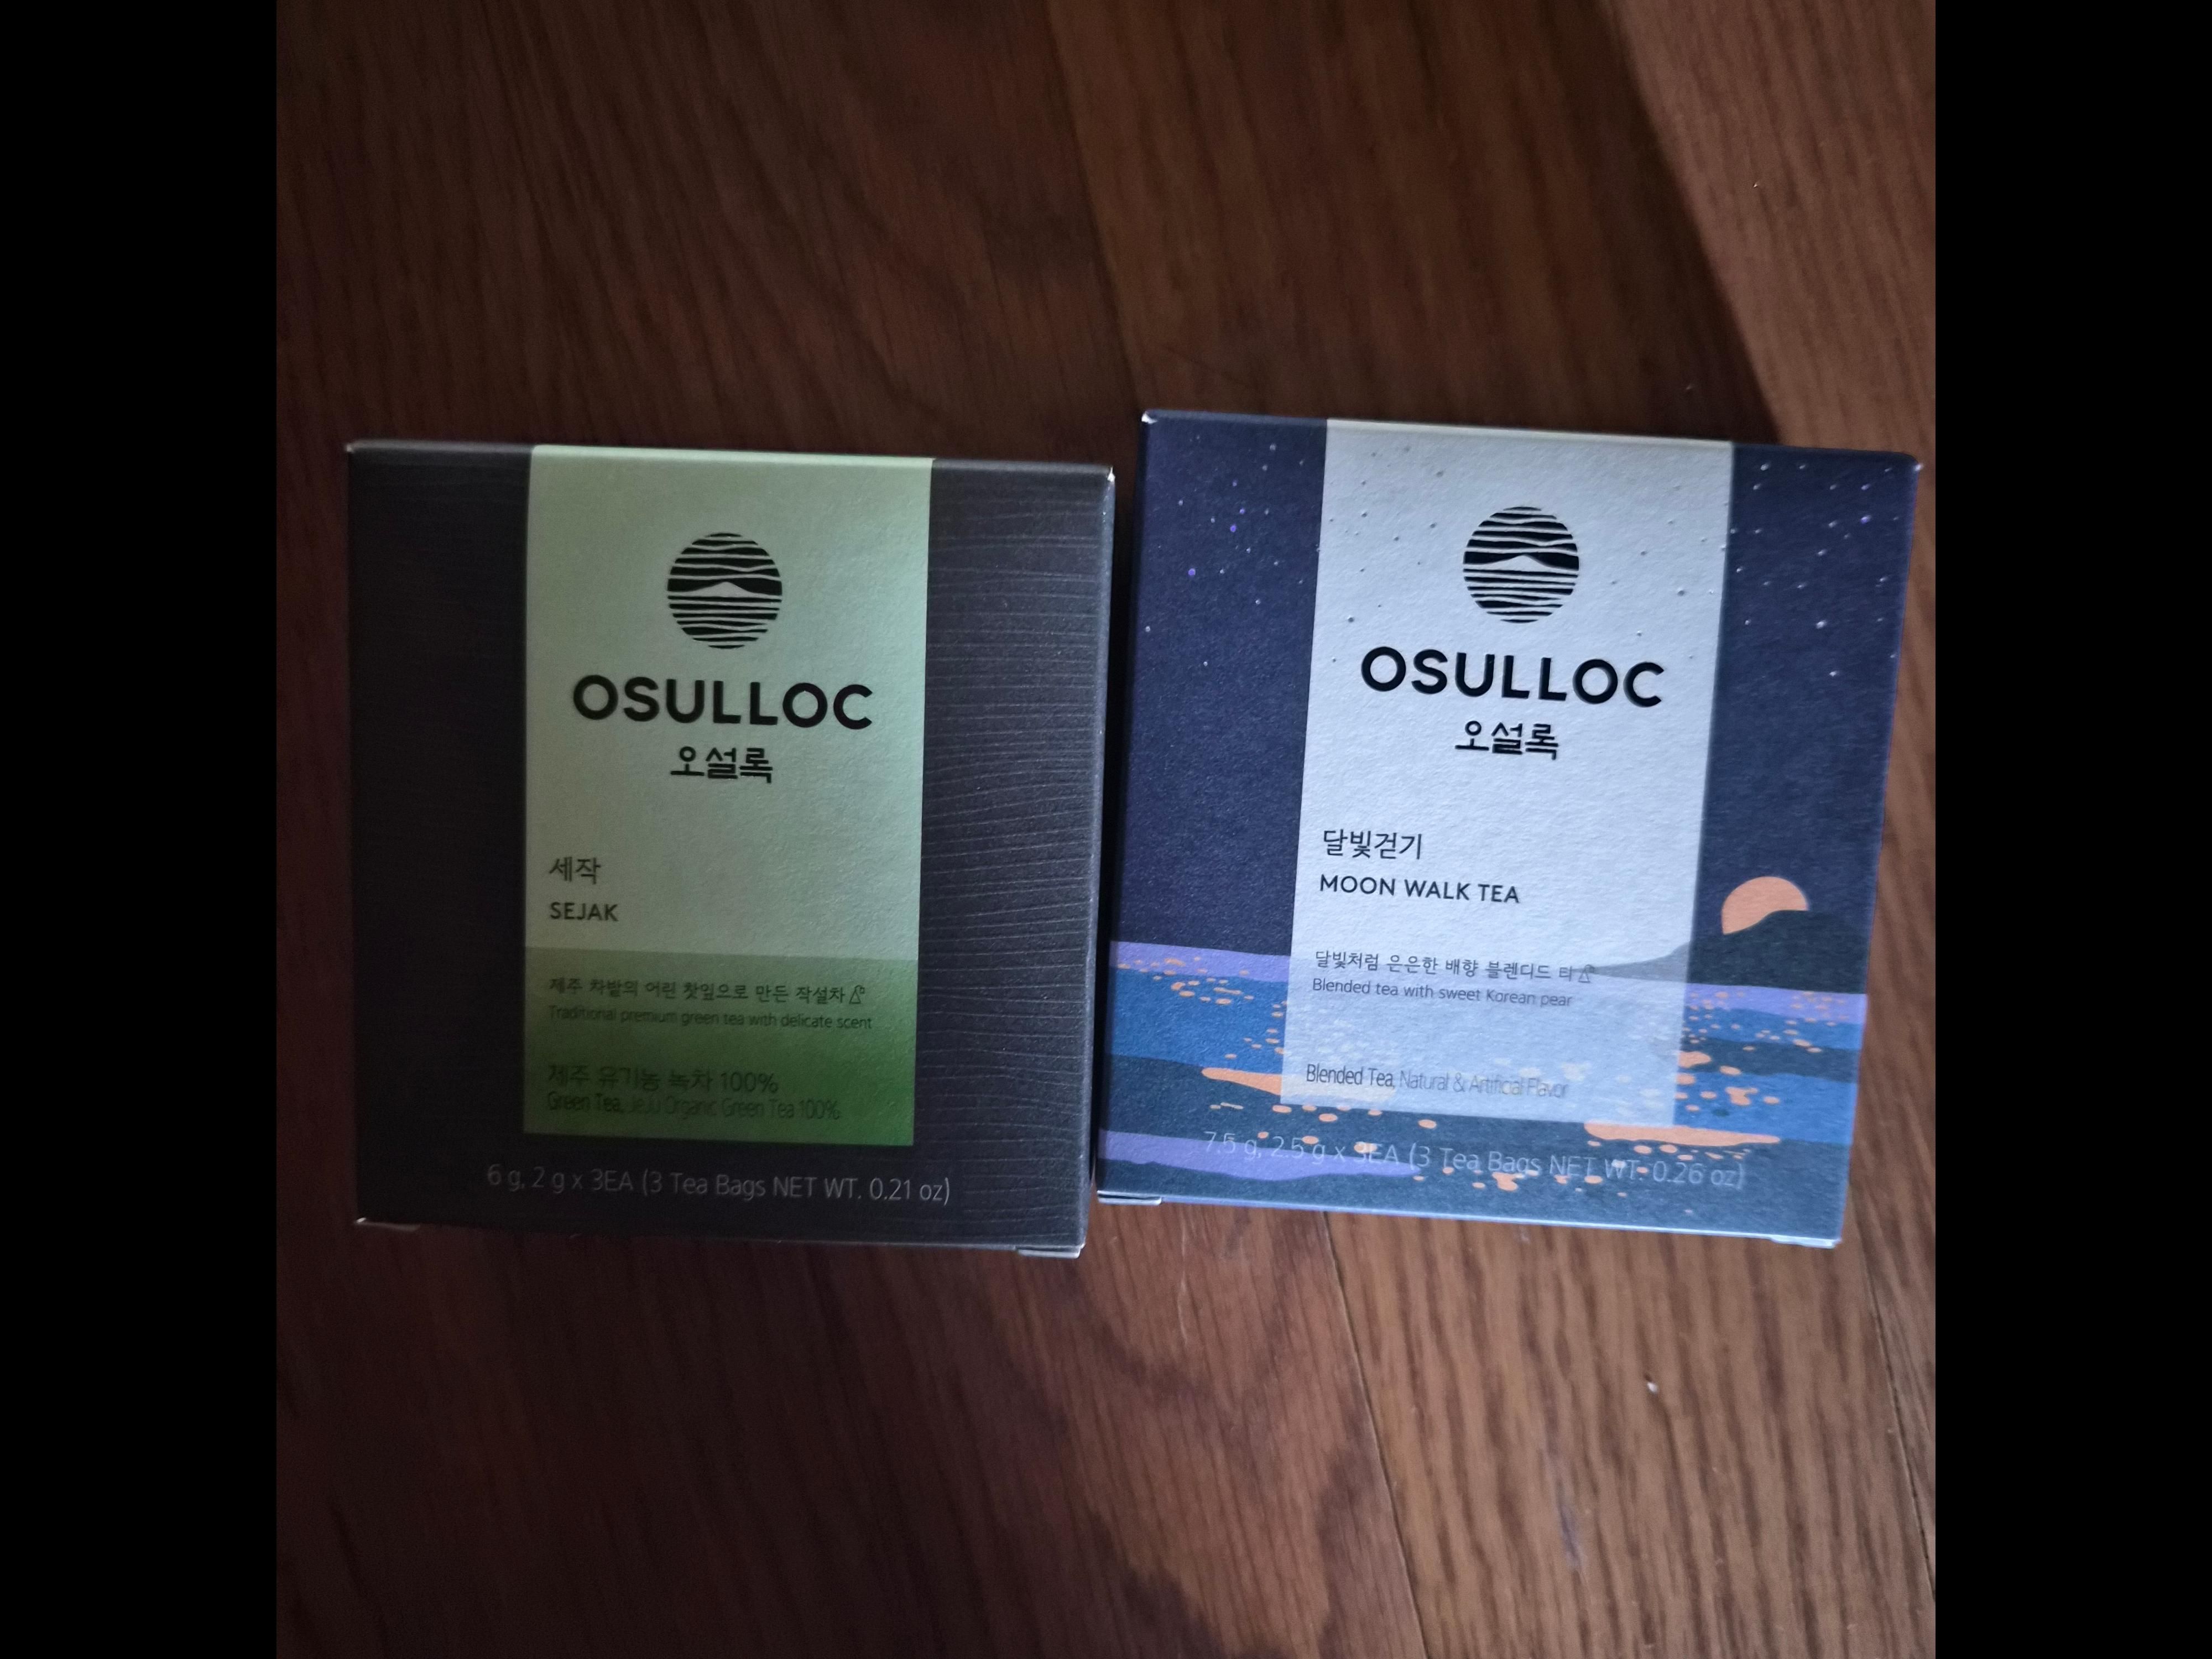 OSULLOC
오설록
세작
SEJAK
제주 차밭의 어린 찻잎으로 만든 작설차
Traditional premium green tea with delicate scent
제주 유기농 녹차 100%
Green Tea, Jeju Organic Green Tea 100%
6 g, 2 g x 3EA (3 Tea Bags NET WT. 0.21 oz)
OSULLOC
오설록
달빛걷기
MOON WALK TEA
달빛처럼 은은한 배향 블렌디드 티
Blended tea with sweet Korean pear
Blended Tea, Natural & Artificial Flavor
7.5 g, 2.5 g x 3EA (3 Tea Bags NET WT. 0.26 oz)